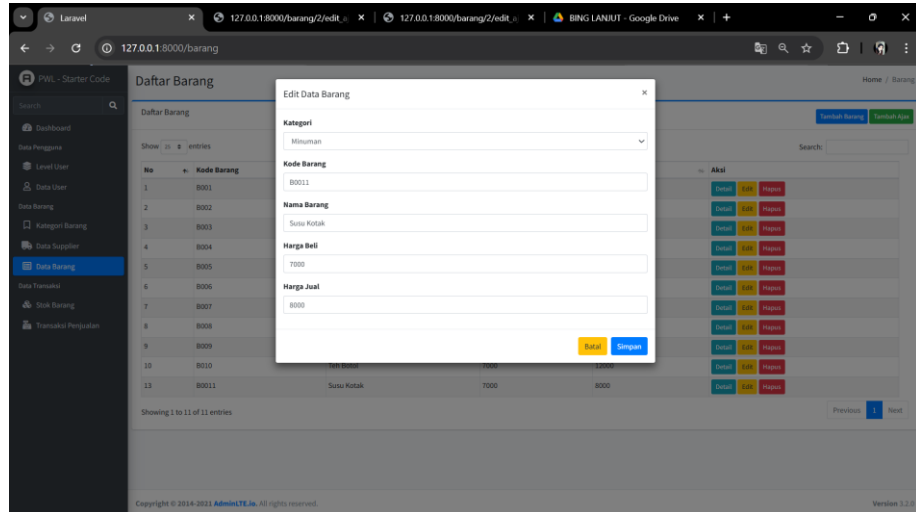 Laravel
127.0.0.1:8000/barang/2/edit_aj
127.0.0.1:8000/barang/2/edit_aj
BING LANJUT - Google Drive
127.0.0.1:8000/barang
PWL - Starter Code
Daftar Barang
Home / Barang
Search
Daftar Barang
Tambah Barang
Tambah Ajax
Dashboard
Data Pengguna
Level User
Data User
Data Barang
Kategori Barang
Data Supplier
Data Barang
Data Transaksi
Stok Barang
Transaksi Penjualan
Show 10 entries
Search:
No Kode Barang Aksi
1 B001 Detail Edit Hapus
2 B002 Detail Edit Hapus
3 B003 Detail Edit Hapus
4 B004 Detail Edit Hapus
5 B005 Detail Edit Hapus
6 B006 Detail Edit Hapus
7 B007 Detail Edit Hapus
8 B008 Detail Edit Hapus
9 B009 Detail Edit Hapus
10 B010 Teh Botol 7000 12000 Detail Edit Hapus
13 B0011 Susu Kotak 7000 8000 Detail Edit Hapus
Showing 1 to 11 of 11 entries
Previous 1 Next
Edit Data Barang
Kategori
Minuman
Kode Barang
B0011
Nama Barang
Susu Kotak
Harga Beli
7000
Harga Jual
8000
Batal Simpan
Copyright © 2014-2021 AdminLTE.io. All rights reserved.
Version 3.2.0